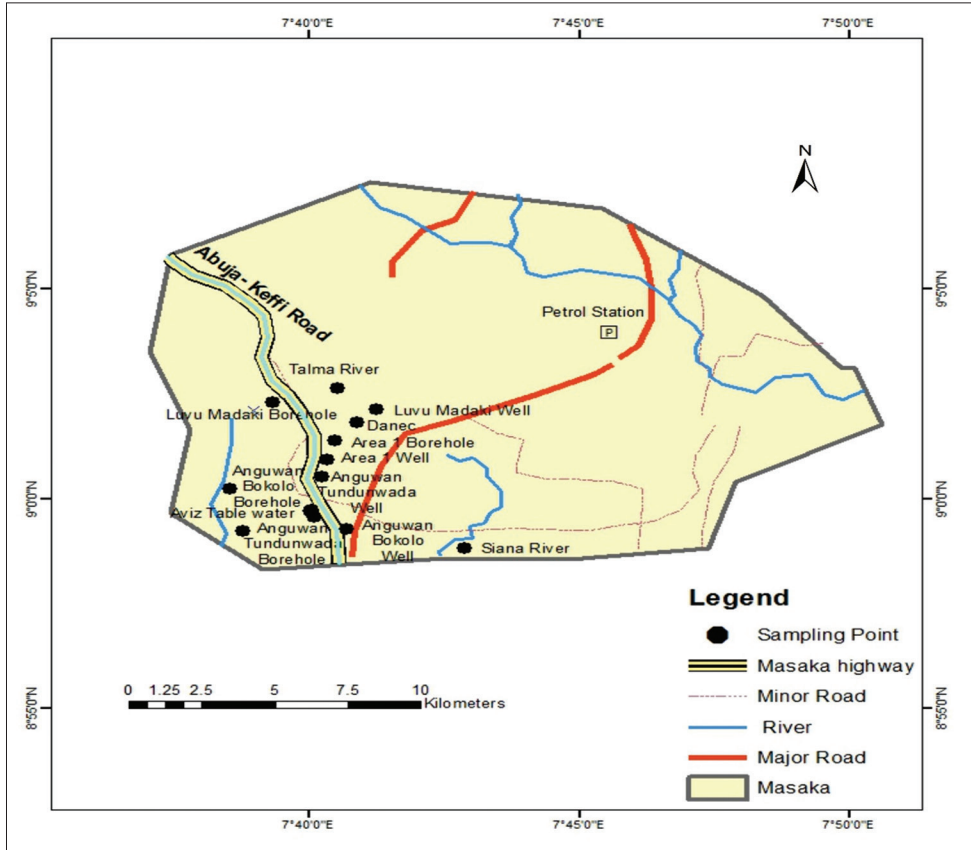 7°40'0"E
7°45'0"E
7°50'0"E
N
Abuja- Keffi Road
9°5'0"N
9°5'0"N
Petrol Station
P
Talma River
Luvu Madaki Borehole
Luvu Madaki Well
Danec
Area 1 Borehole
Area 1 Well
Anguwan
Bokolo
Borehole
Anguwan
Tundunwada
Well
9°0'0"N
9°0'0"N
Aviz Table water
Anguwan
Tundunwada
Borehole
Anguwan
Bokolo
Well
Siana River
Legend
Sampling Point
Masaka highway
Minor Road
River
Major Road
Masaka
0 1.25 2.5 5 7.5 10
Kilometers
8°55'0"N
8°55'0"N
7°40'0"E
7°45'0"E
7°50'0"E